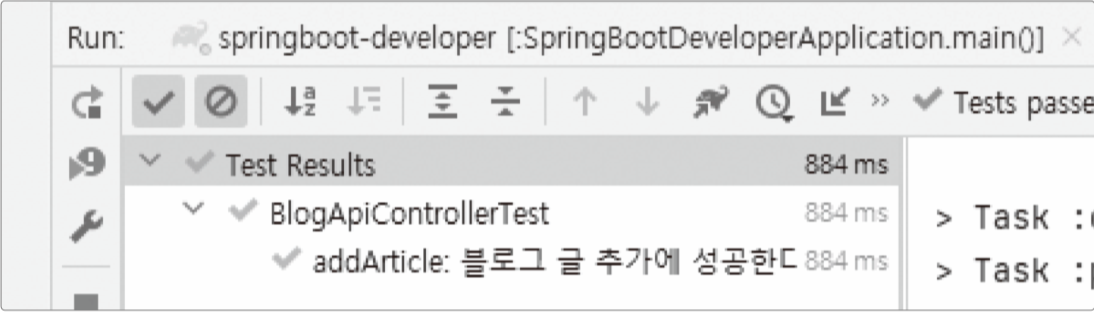 Run: springboot-developer [:SpringBootDeveloperApplication.main()] ×
» Tests passe
Test Results 884 ms
BlogApiControllerTest 884 ms
> Task :
addArticle: 블로그 글 추가에 성공한 884 ms
> Task :